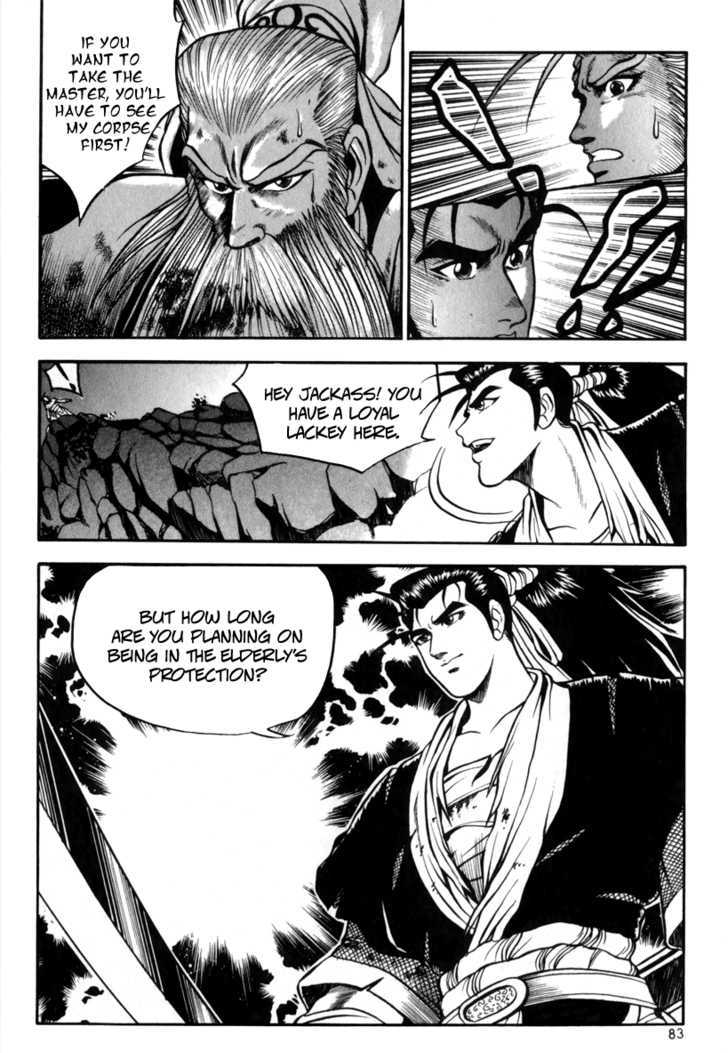 IF YOU
WANT TO
TAKE THE
MASTER, YOU'LL
HAVE TO SEE
MY CORPSE
FIRST!
!
!?
HEY JACKASS! YOU
HAVE A LOYAL
LACKEY HERE.
BUT HOW LONG
ARE YOU PLANNING ON
BEING IN THE ELDERLY'S
PROTECTION?
83